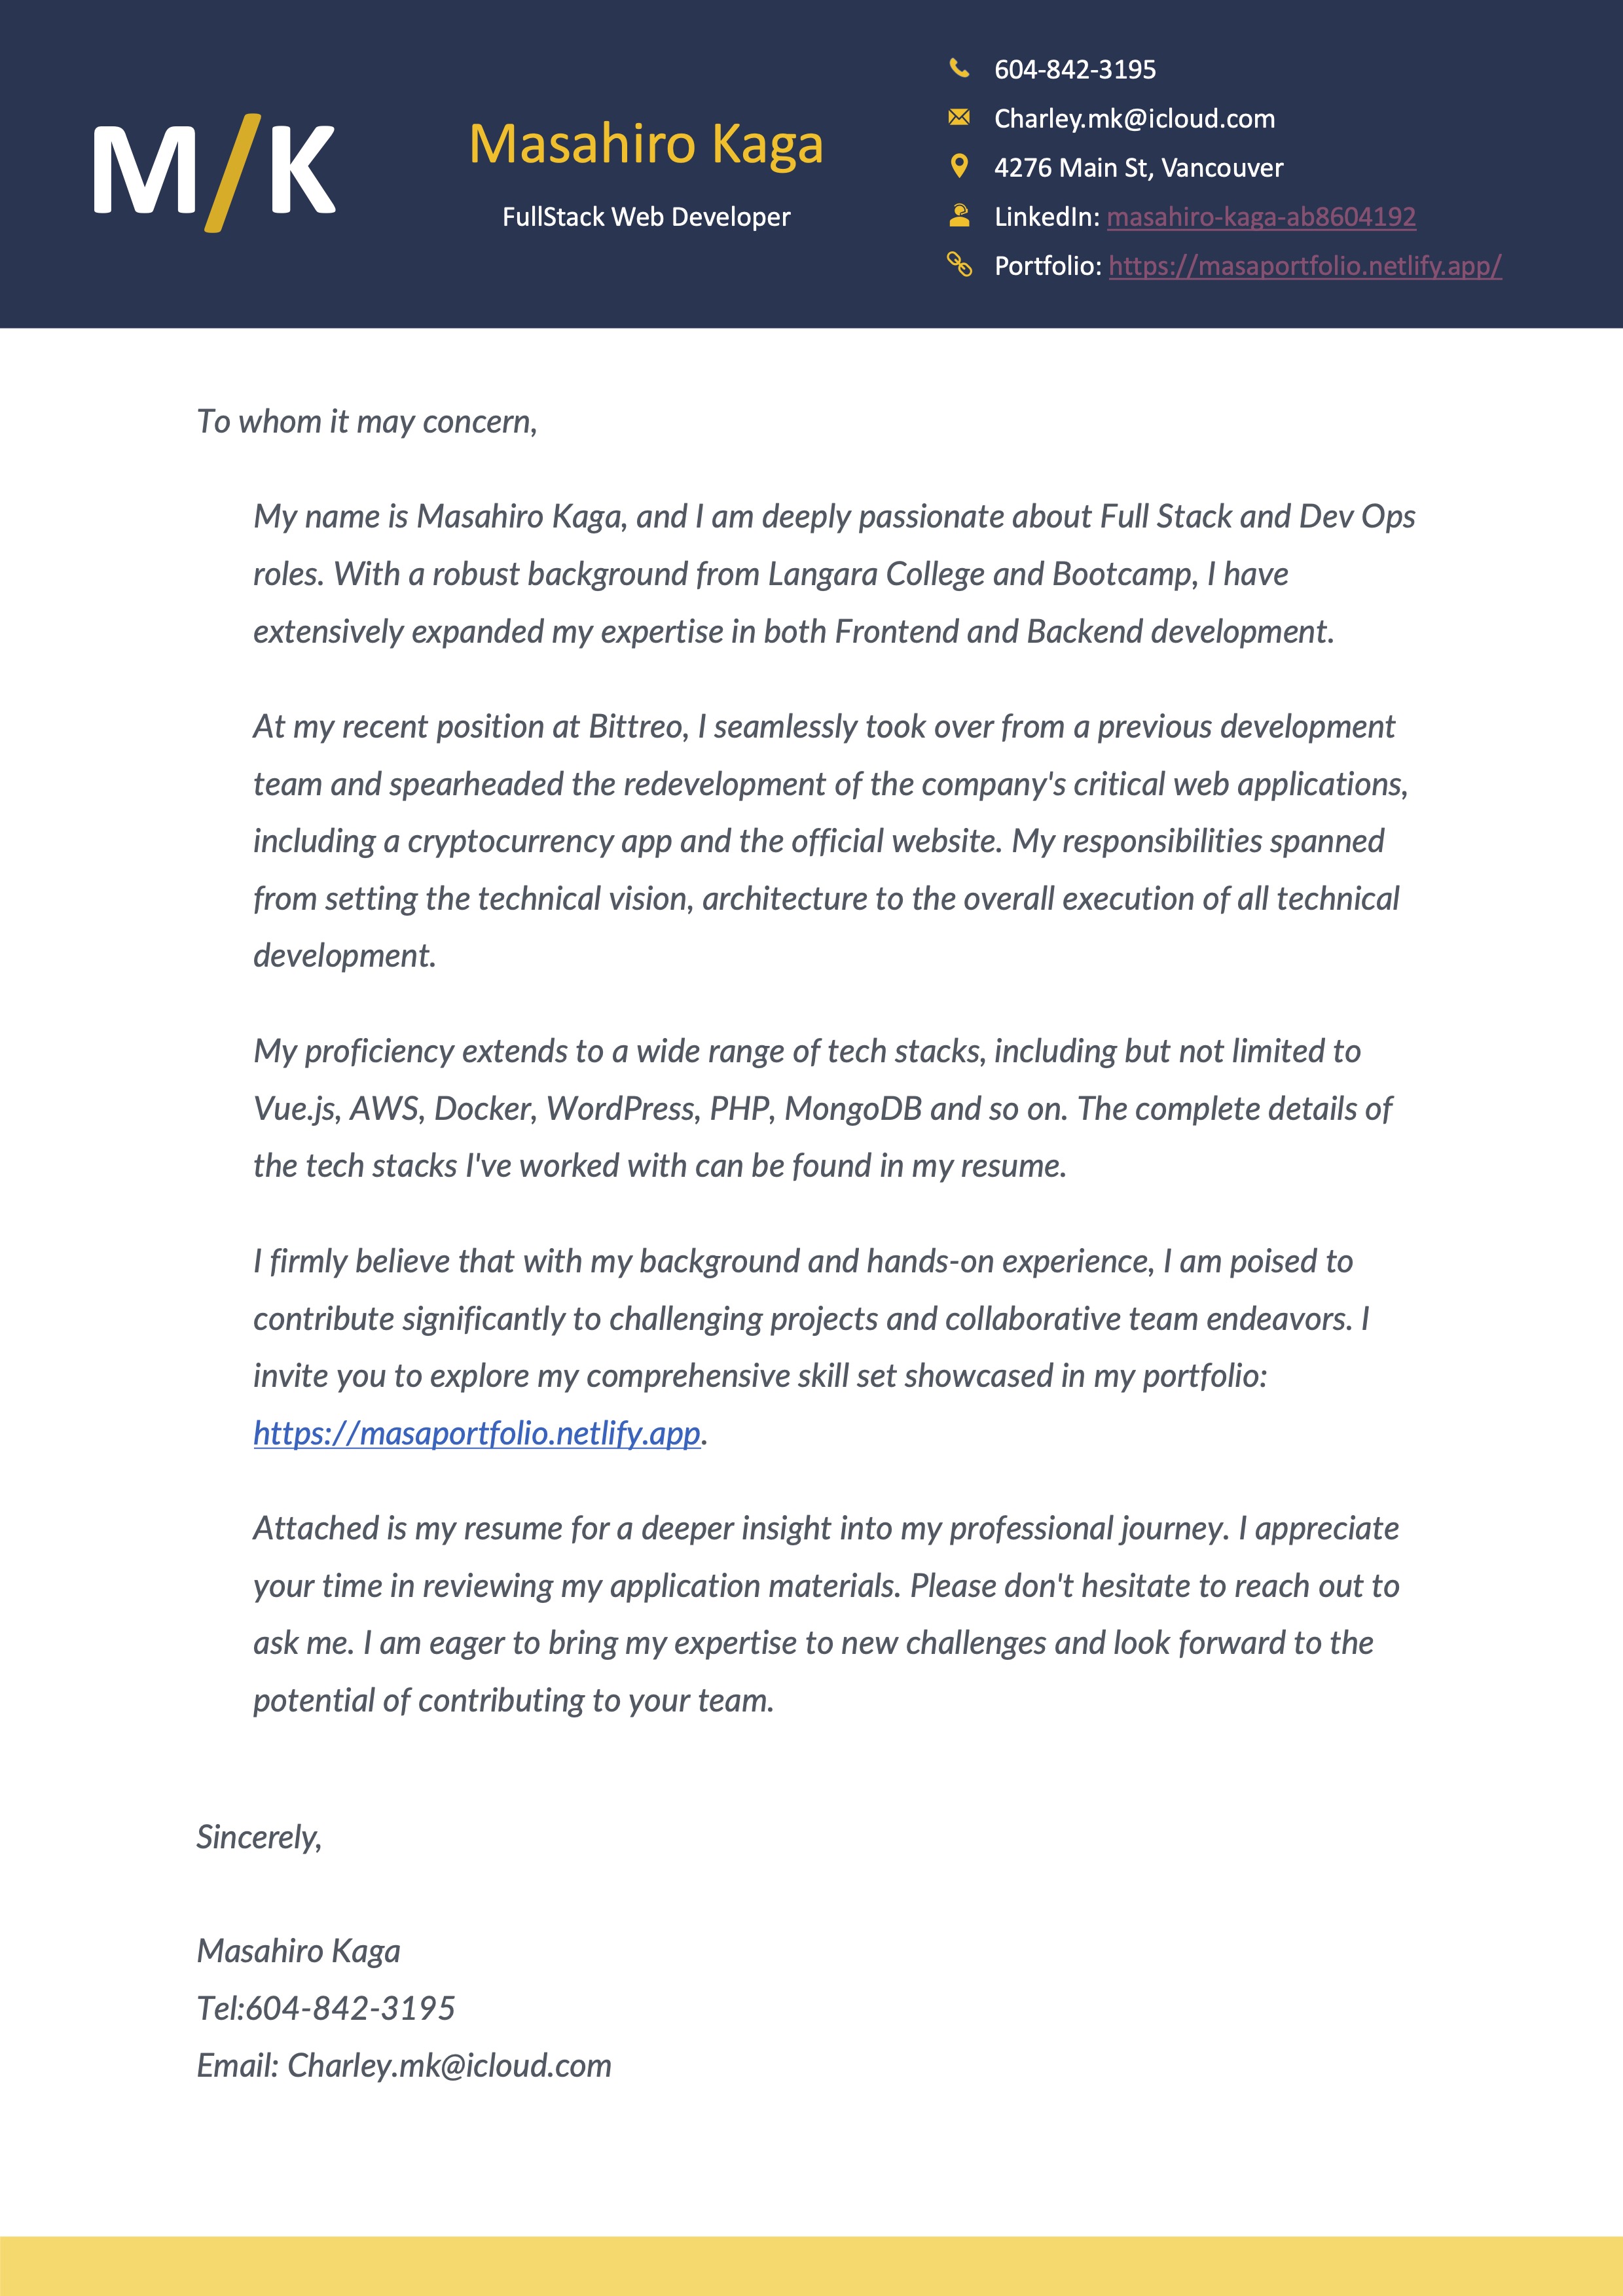 M/K
Masahiro Kaga
FullStack Web Developer
604-842-3195
Charley.mk@icloud.com
4276 Main St, Vancouver
LinkedIn: masahiro-kaga-ab8604192
Portfolio: https://masaportfolio.netlify.app/
To whom it may concern,
My name is Masahiro Kaga, and I am deeply passionate about Full Stack and Dev Ops
roles. With a robust background from Langara College and Bootcamp, I have
extensively expanded my expertise in both Frontend and Backend development.
At my recent position at Bittreo, I seamlessly took over from a previous development
team and spearheaded the redevelopment of the company's critical web applications,
including a cryptocurrency app and the official website. My responsibilities spanned
from setting the technical vision, architecture to the overall execution of all technical
development.
My proficiency extends to a wide range of tech stacks, including but not limited to
Vue.js, AWS, Docker, WordPress, PHP, MongoDB and so on. The complete details of
the tech stacks I've worked with can be found in my resume.
I firmly believe that with my background and hands-on experience, I am poised to
contribute significantly to challenging projects and collaborative team endeavors. I
invite you to explore my comprehensive skill set showcased in my portfolio:
https://masaportfolio.netlify.app.
Attached is my resume for a deeper insight into my professional journey. I appreciate
your time in reviewing my application materials. Please don't hesitate to reach out to
ask me. I am eager to bring my expertise to new challenges and look forward to the
potential of contributing to your team.
Sincerely,
Masahiro Kaga
Tel:604-842-3195
Email: Charley.mk@icloud.com